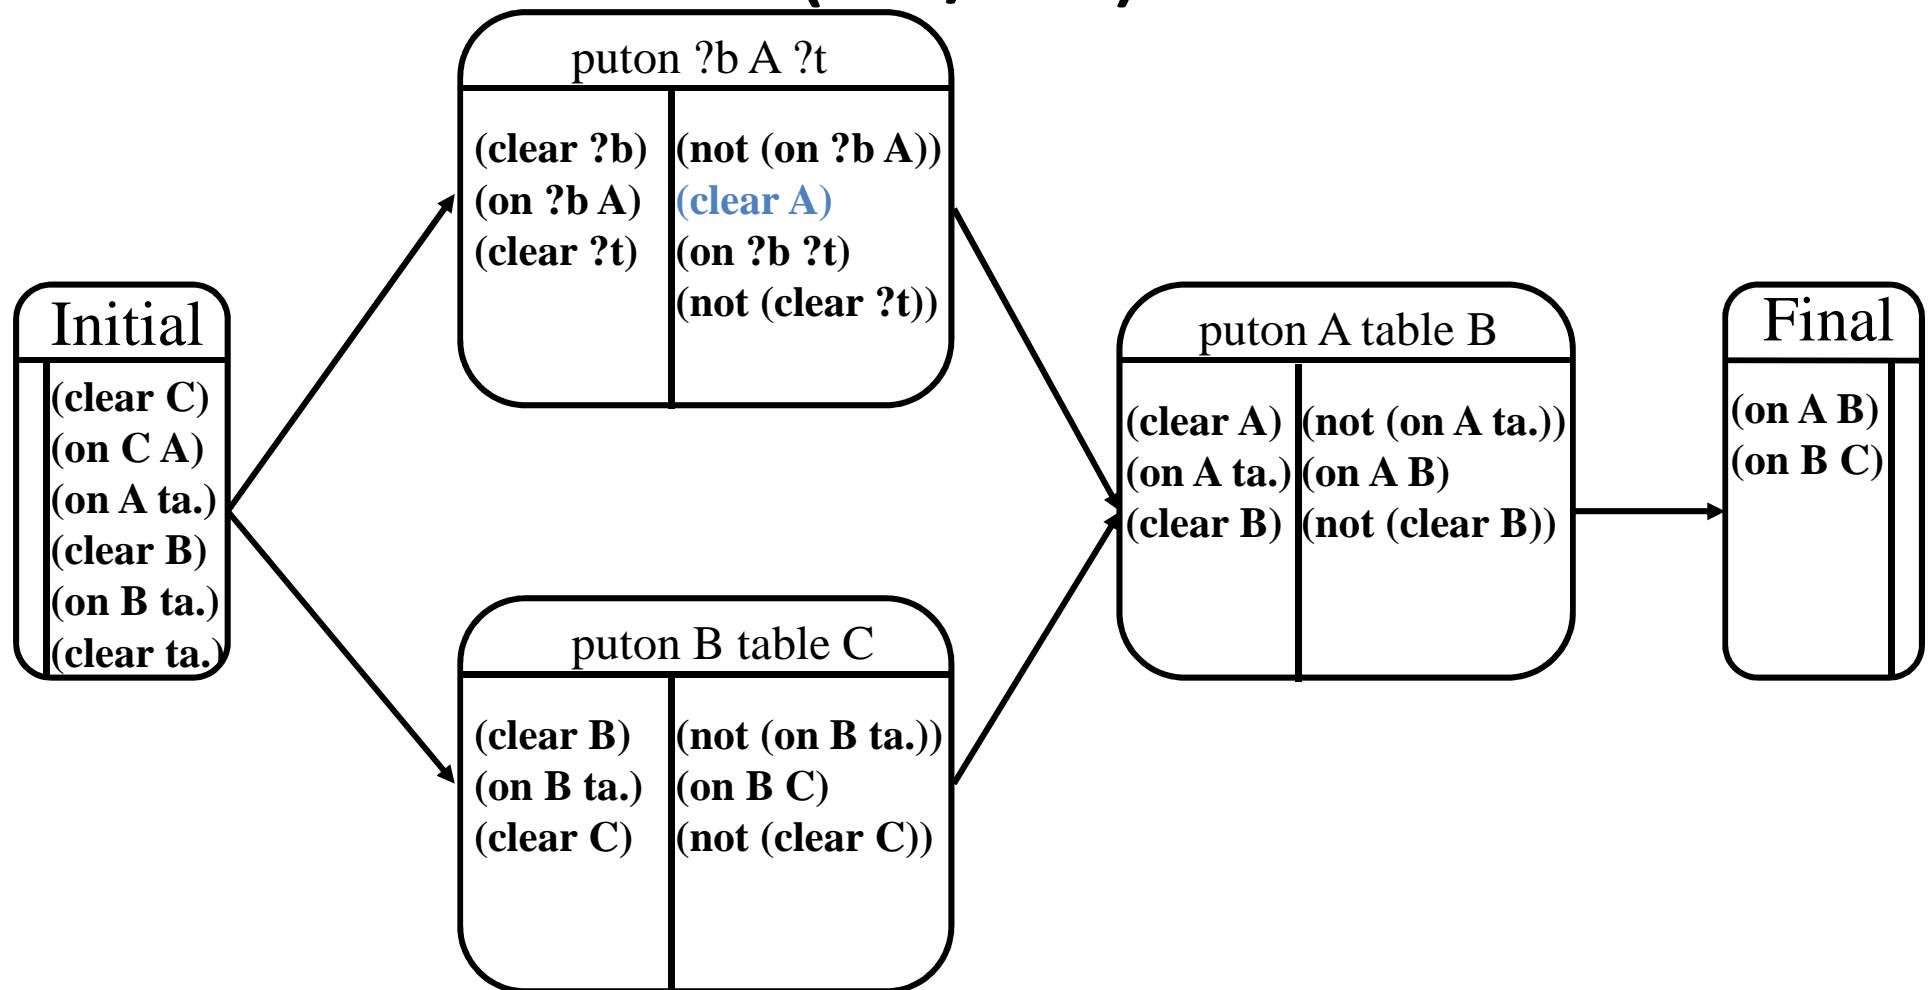 puton ?b A ?t
(clear ?b)
(on ?b A)
(clear ?t)
(not (on ?b A))
(clear A)
(on ?b ?t)
(not (clear ?t))
Initial
(clear C)
(on C A)
(on A ta.)
(clear B)
(on B ta.)
(clear ta.)
puton B table C
(clear B)
(on B ta.)
(clear C)
(not (on B ta.))
(on B C)
(not (clear C))
puton A table B
(clear A)
(on A ta.)
(clear B)
(not (on A ta.))
(on A B)
(not (clear B))
Final
(on A B)
(on B C)